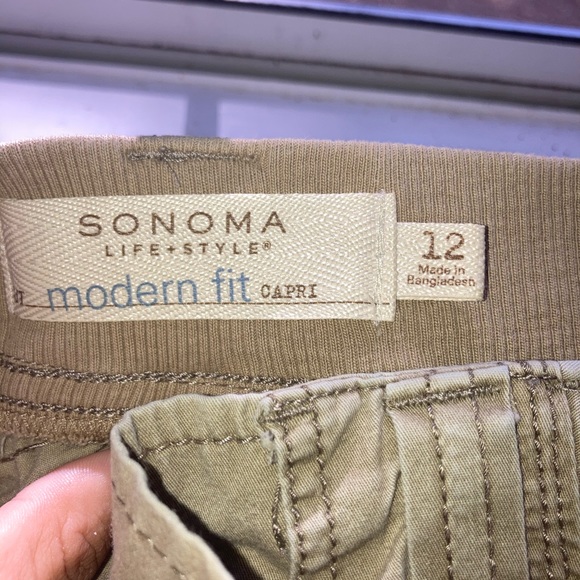 SONOMA
LIFE+STYLE®
modern fit CAPRI
12
Made in
Bangladesh